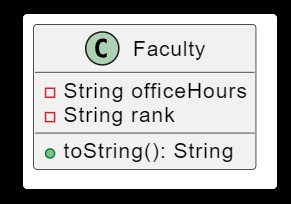 C Faculty
String officeHours
String rank
toString(): String